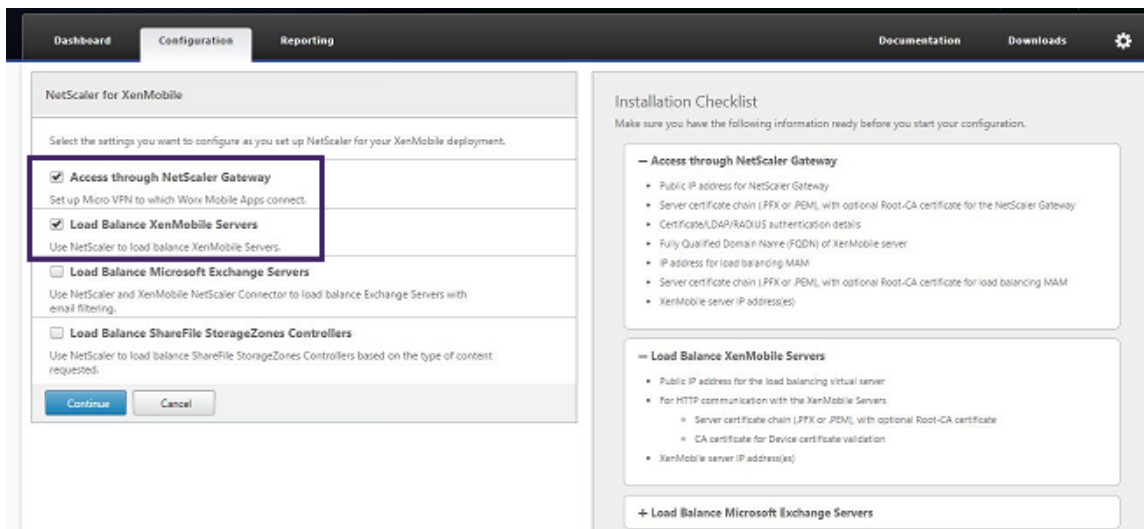 Dashboard Configuration Reporting Documentation Downloads
NetScaler for XenMobile
Select the settings you want to configure as you set up NetScaler for your XenMobile deployment.
Access through NetScaler Gateway
Set up Micro VPN to which Worx Mobile Apps connect.
Load Balance XenMobile Servers
Use NetScaler to load balance XenMobile Servers.
Load Balance Microsoft Exchange Servers
Use NetScaler and XenMobile NetScaler Connector to load balance Exchange Servers with
email filtering.
Load Balance ShareFile StorageZones Controllers
Use NetScaler to load balance ShareFile StorageZones Controllers based on the type of content
requested.
Continue Cancel
Installation Checklist
Make sure you have the following information ready before you start your configuration.
— Access through NetScaler Gateway
• Public IP address for NetScaler Gateway
• Server certificate chain (.PFX or .PEM), with optional Root-CA certificate for the NetScaler Gateway
• Certificate/LDAP/RADIUS authentication details
• Fully Qualified Domain Name (FQDN) of XenMobile server
• IP address for load balancing MAM
• Server certificate chain (.PFX or .PEM), with optional Root-CA certificate for load balancing MAM
• XenMobile server IP address(es)
— Load Balance XenMobile Servers
• Public IP address for the load balancing virtual server
• For HTTP communication with the XenMobile Servers
Server certificate chain (.PFX or .PEM), with optional Root-CA certificate
CA certificate for Device certificate validation
• XenMobile server IP address(es)
+ Load Balance Microsoft Exchange Servers